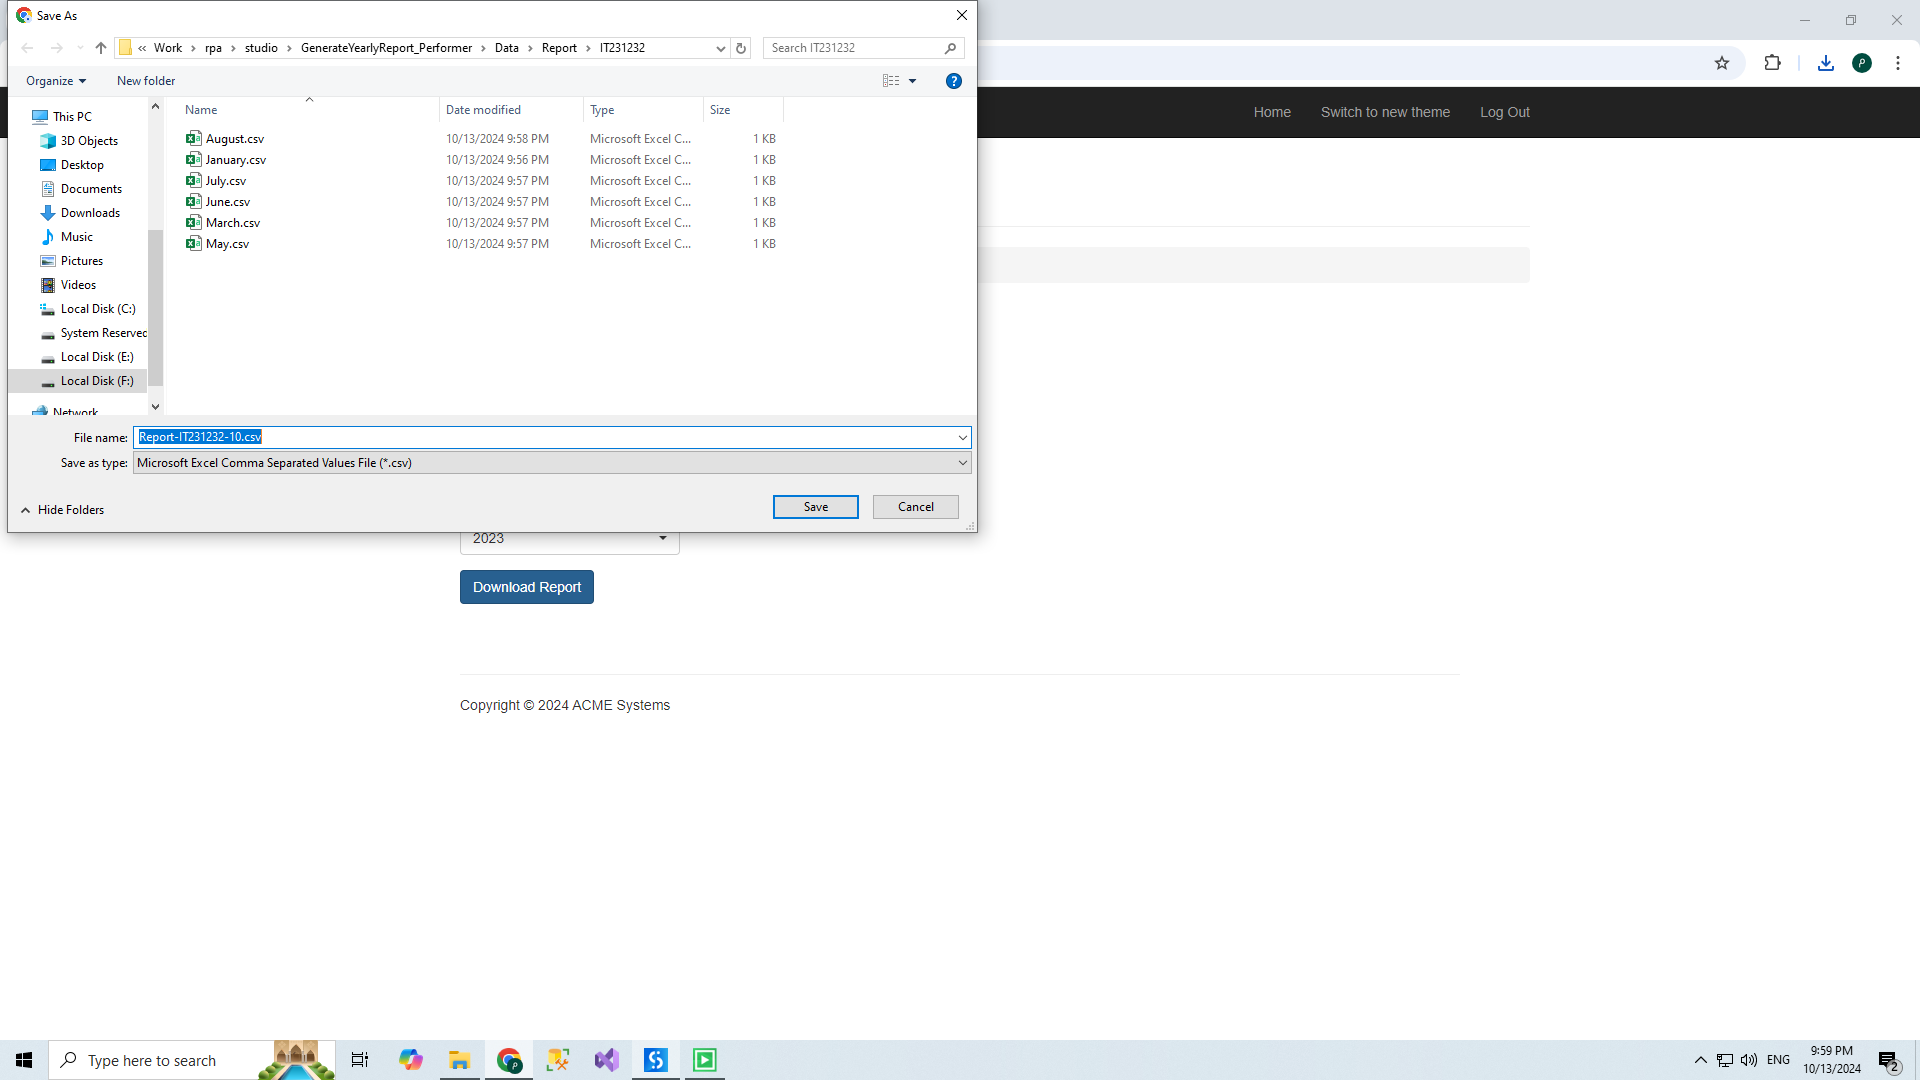 Save As
« Work › rpa › studio › GenerateYearlyReport_Performer › Data › Report › IT231232
Search IT231232
Organize
New folder
Home
Switch to new theme
Log Out
Name
Date modified
Type
Size
This PC
3D Objects
Desktop
Documents
Downloads
Music
Pictures
Videos
Local Disk (C:)
System Reserved
Local Disk (E:)
Local Disk (F:)
Network
August.csv 10/13/2024 9:58 PM Microsoft Excel C... 1 KB
January.csv 10/13/2024 9:56 PM Microsoft Excel C... 1 KB
July.csv 10/13/2024 9:57 PM Microsoft Excel C... 1 KB
June.csv 10/13/2024 9:57 PM Microsoft Excel C... 1 KB
March.csv 10/13/2024 9:57 PM Microsoft Excel C... 1 KB
May.csv 10/13/2024 9:57 PM Microsoft Excel C... 1 KB
File name: Report-IT231232-10.csv
Save as type: Microsoft Excel Comma Separated Values File (*.csv)
Hide Folders
Save
Cancel
2023
Download Report
Copyright © 2024 ACME Systems
Type here to search
ENG
9:59 PM
10/13/2024
2